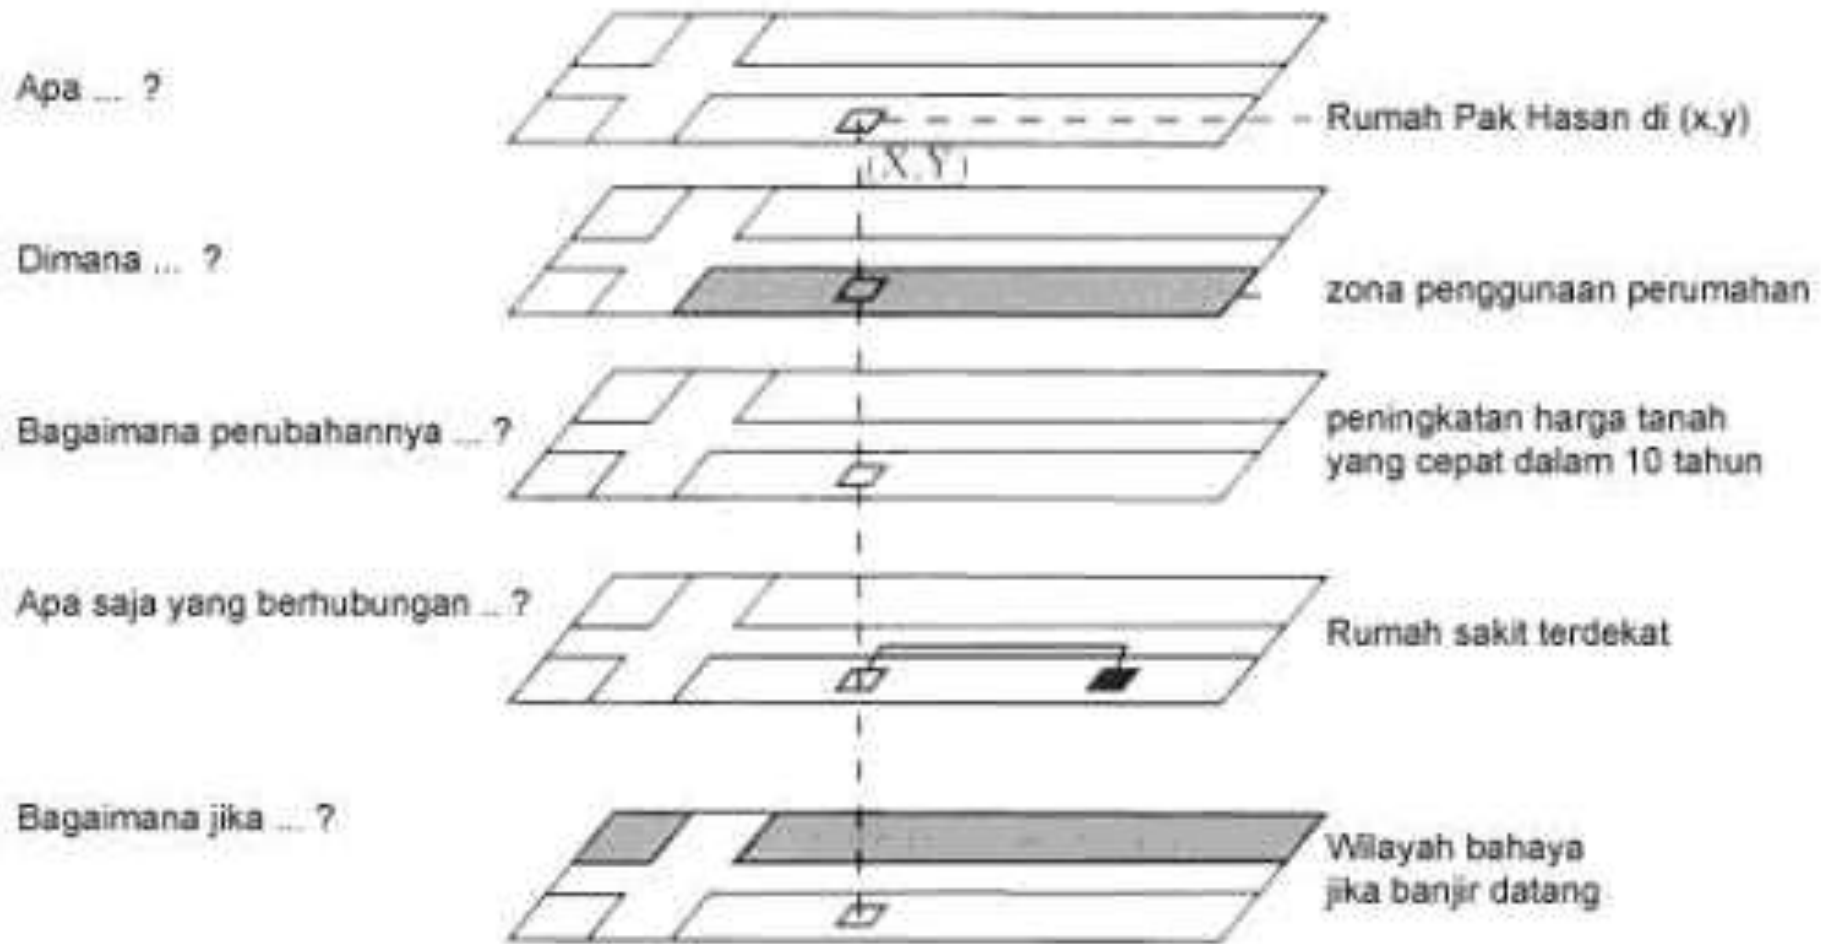 Apa ... ?
Rumah Pak Hasan di (x,y)
(X,Y)
Dimana ... ?
zona penggunaan perumahan
Bagaimana perubahannya ... ?
peningkatan harga tanah
yang cepat dalam 10 tahun
Apa saja yang berhubungan .. ?
Rumah sakit terdekat
Bagaimana jika ... ?
Wilayah bahaya
jika banjir datang